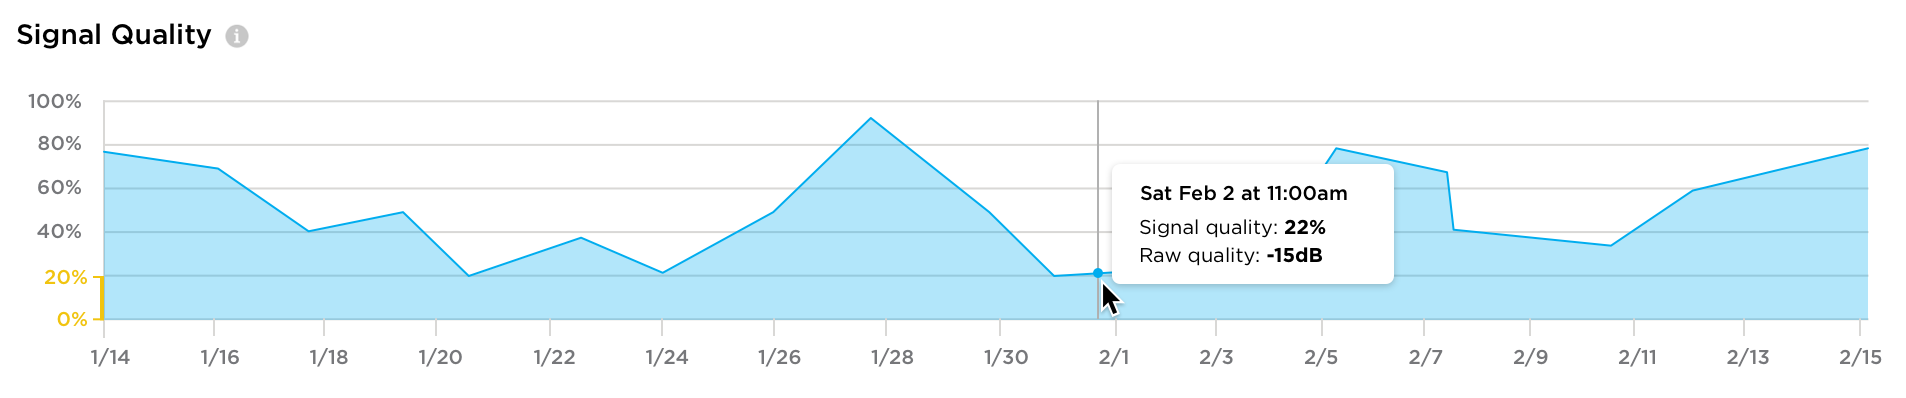 Signal Quality
100%
80%
60%
40%
20%
0%
Sat Feb 2 at 11:00am
Signal quality: 22%
Raw quality: -15dB
1/14 1/16 1/18 1/20 1/22 1/24 1/26 1/28 1/30 2/1 2/3 2/5 2/7 2/9 2/11 2/13 2/15